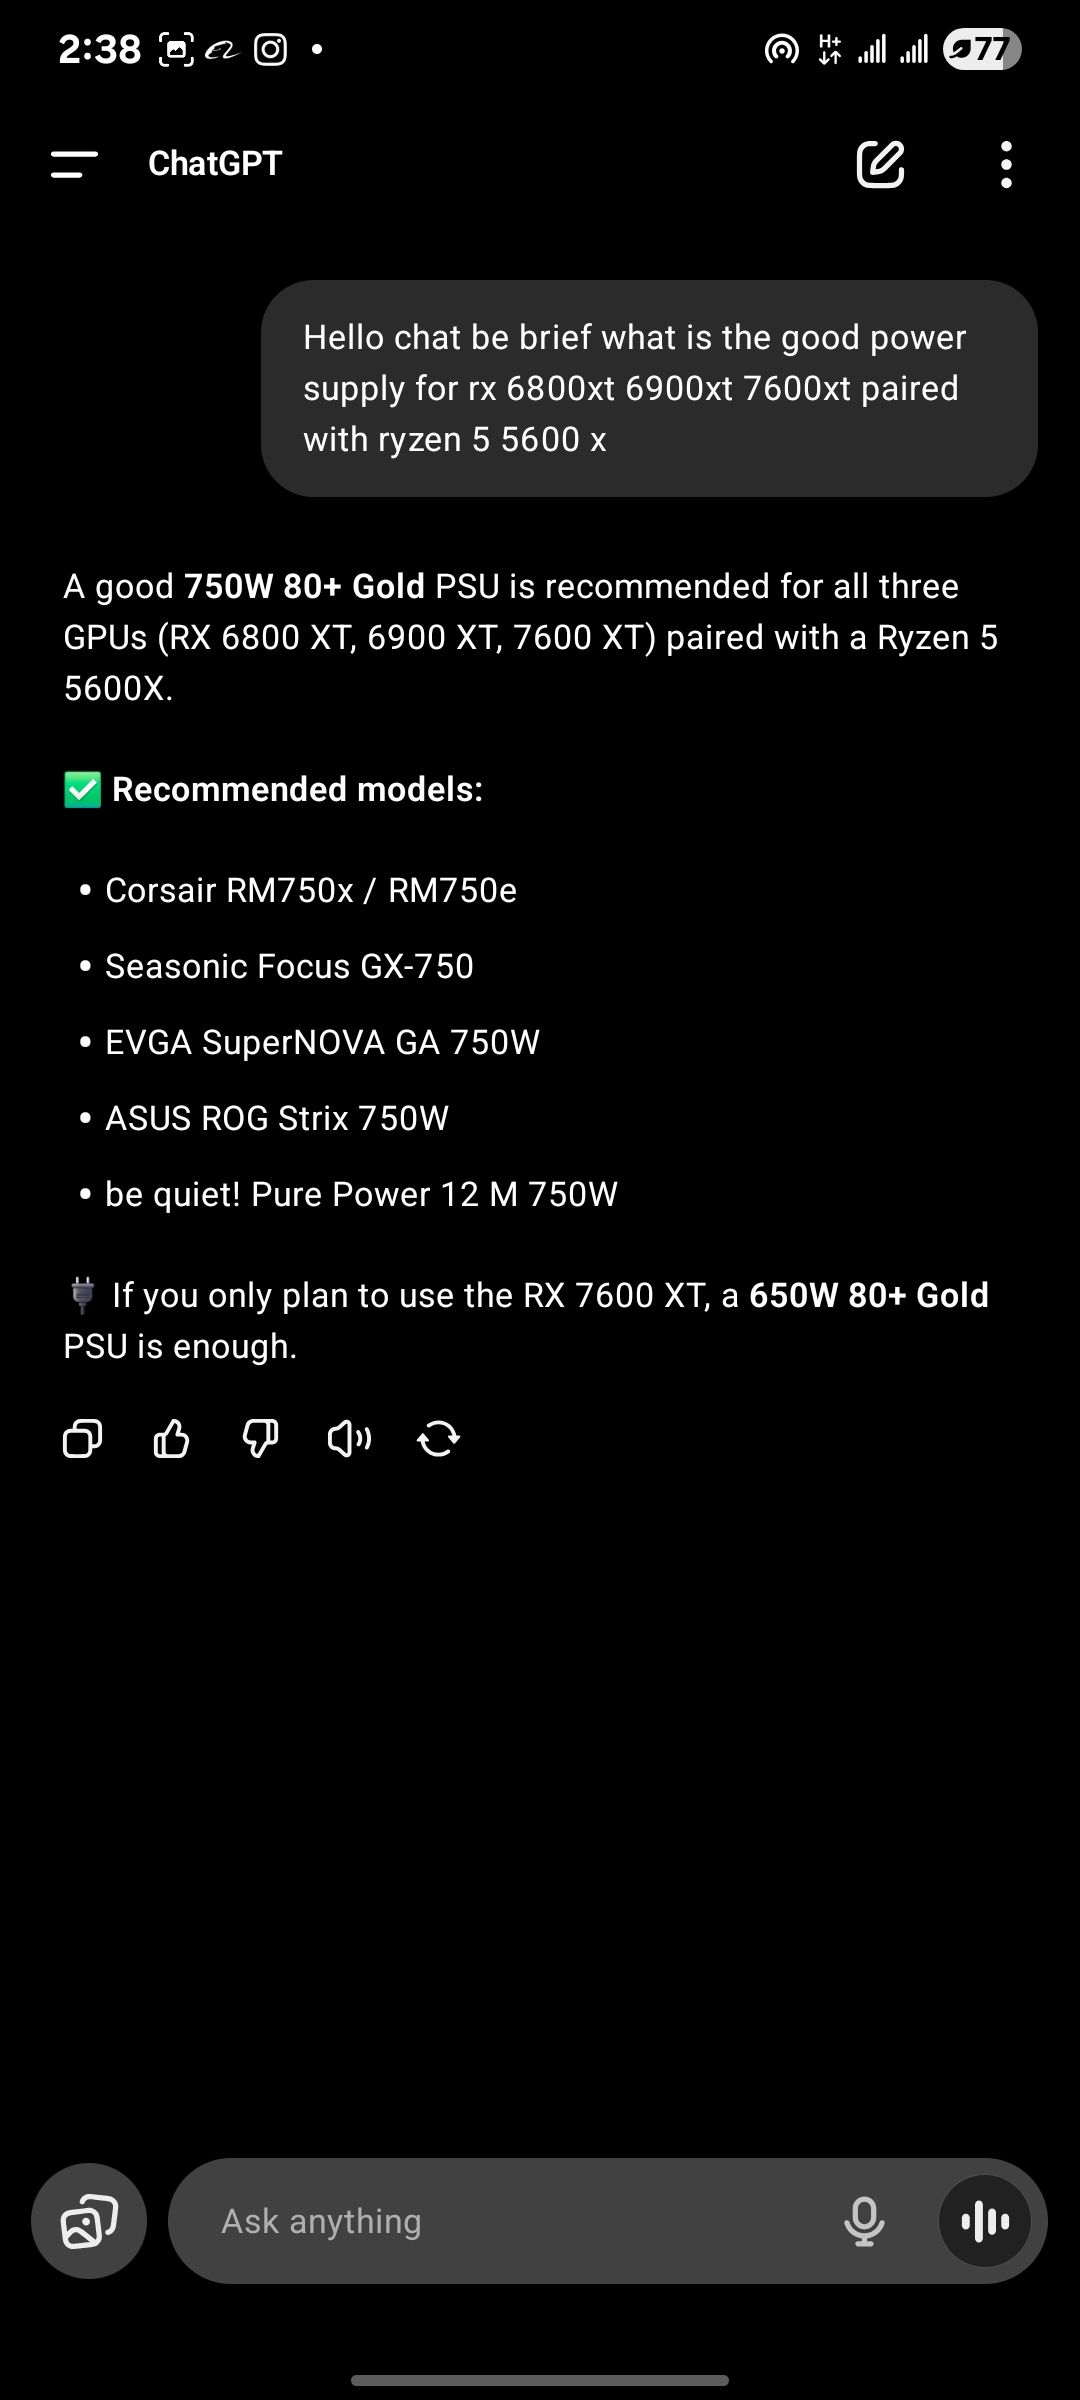 2:38
H+
77
ChatGPT
Hello chat be brief what is the good power
supply for rx 6800xt 6900xt 7600xt paired
with ryzen 5 5600 x
A good 750W 80+ Gold PSU is recommended for all three
GPUs (RX 6800 XT, 6900 XT, 7600 XT) paired with a Ryzen 5
5600X.
✅ Recommended models:
• Corsair RM750x / RM750e
• Seasonic Focus GX-750
• EVGA SuperNOVA GA 750W
• ASUS ROG Strix 750W
• be quiet! Pure Power 12 M 750W
🔌 If you only plan to use the RX 7600 XT, a 650W 80+ Gold
PSU is enough.
Ask anything